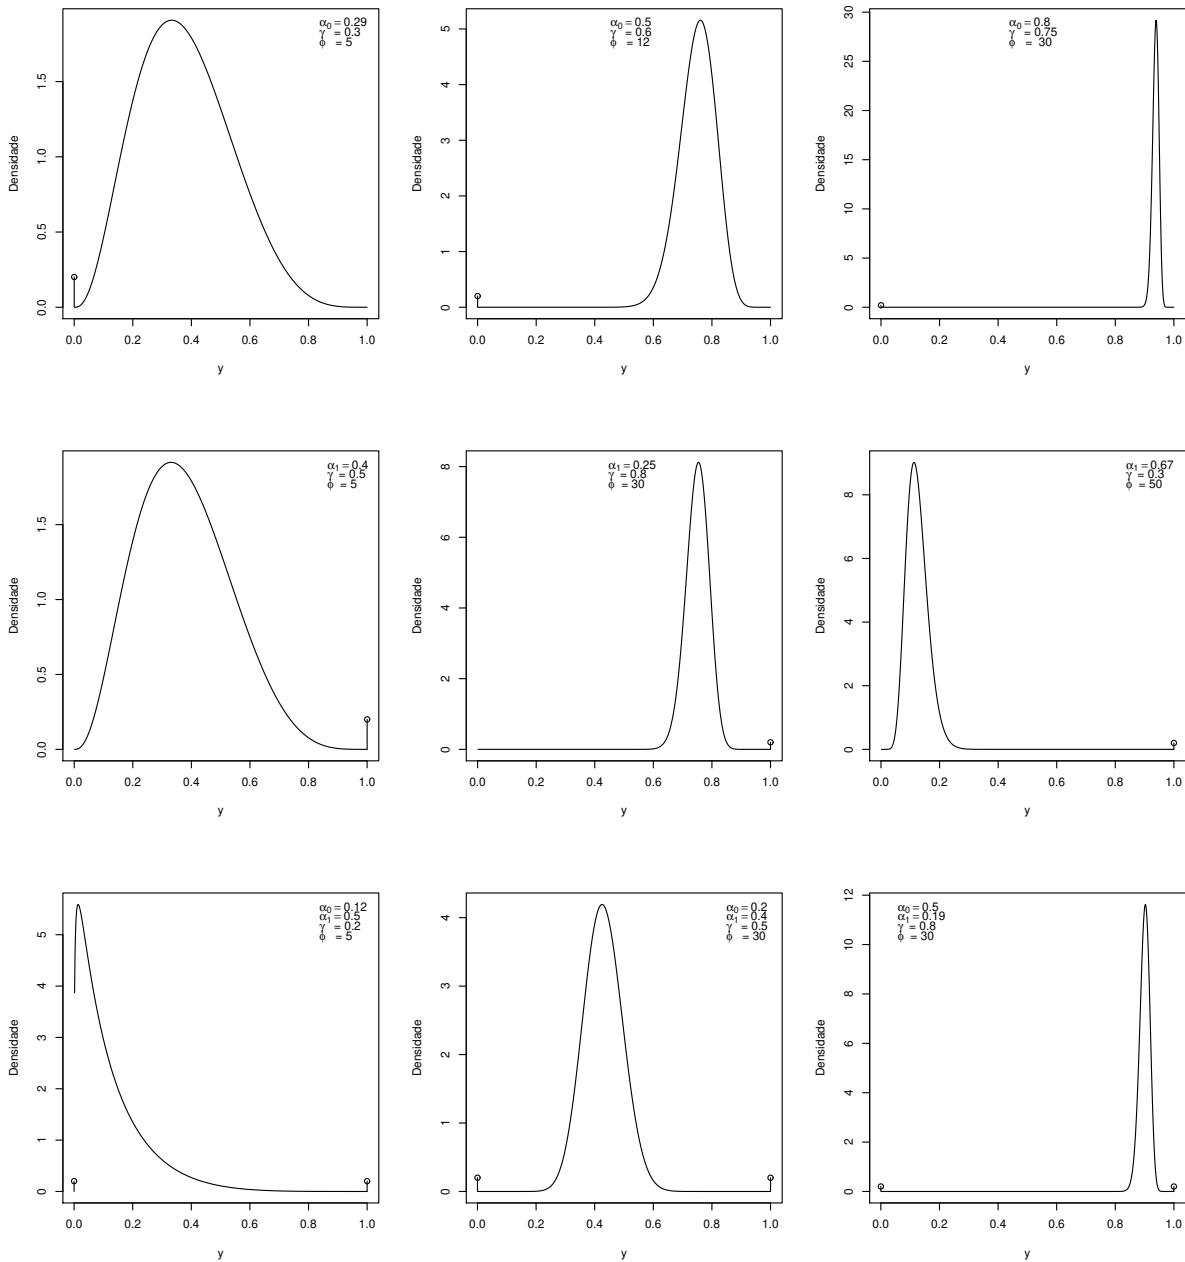 α0 = 0.29
γ = 0.3
ϕ = 5
Densidade
0.0 0.5 1.0 1.5
0.0 0.2 0.4 0.6 0.8 1.0
y
α0 = 0.5
γ = 0.6
ϕ = 12
Densidade
0 1 2 3 4 5
0.0 0.2 0.4 0.6 0.8 1.0
y
α0 = 0.8
γ = 0.75
ϕ = 30
Densidade
0 5 10 15 20 25 30
0.0 0.2 0.4 0.6 0.8 1.0
y
α1 = 0.4
γ = 0.5
ϕ = 5
Densidade
0.0 0.5 1.0 1.5
0.0 0.2 0.4 0.6 0.8 1.0
y
α1 = 0.25
γ = 0.8
ϕ = 30
Densidade
0 2 4 6 8
0.0 0.2 0.4 0.6 0.8 1.0
y
α1 = 0.67
γ = 0.3
ϕ = 50
Densidade
0 2 4 6 8
0.0 0.2 0.4 0.6 0.8 1.0
y
α0 = 0.12
α1 = 0.5
γ = 0.2
ϕ = 5
Densidade
0 1 2 3 4 5
0.0 0.2 0.4 0.6 0.8 1.0
y
α0 = 0.2
α1 = 0.4
γ = 0.5
ϕ = 30
Densidade
0 1 2 3 4
0.0 0.2 0.4 0.6 0.8 1.0
y
α0 = 0.5
α1 = 0.19
γ = 0.8
ϕ = 30
Densidade
0 2 4 6 8 10 12
0.0 0.2 0.4 0.6 0.8 1.0
y